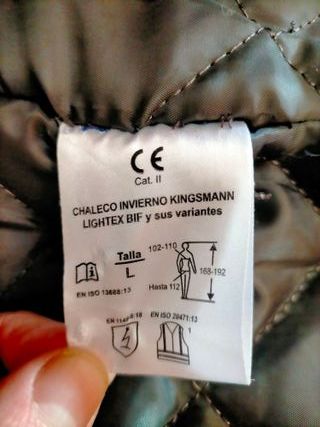 CE
Cat. II
CHALECO INVIERNO KINGSMANN
LIGHTEX BIF y sus variantes
Talla
L
102-110
168-192
Hasta 112
EN ISO 13688:13
EN ISO 20471:13
1